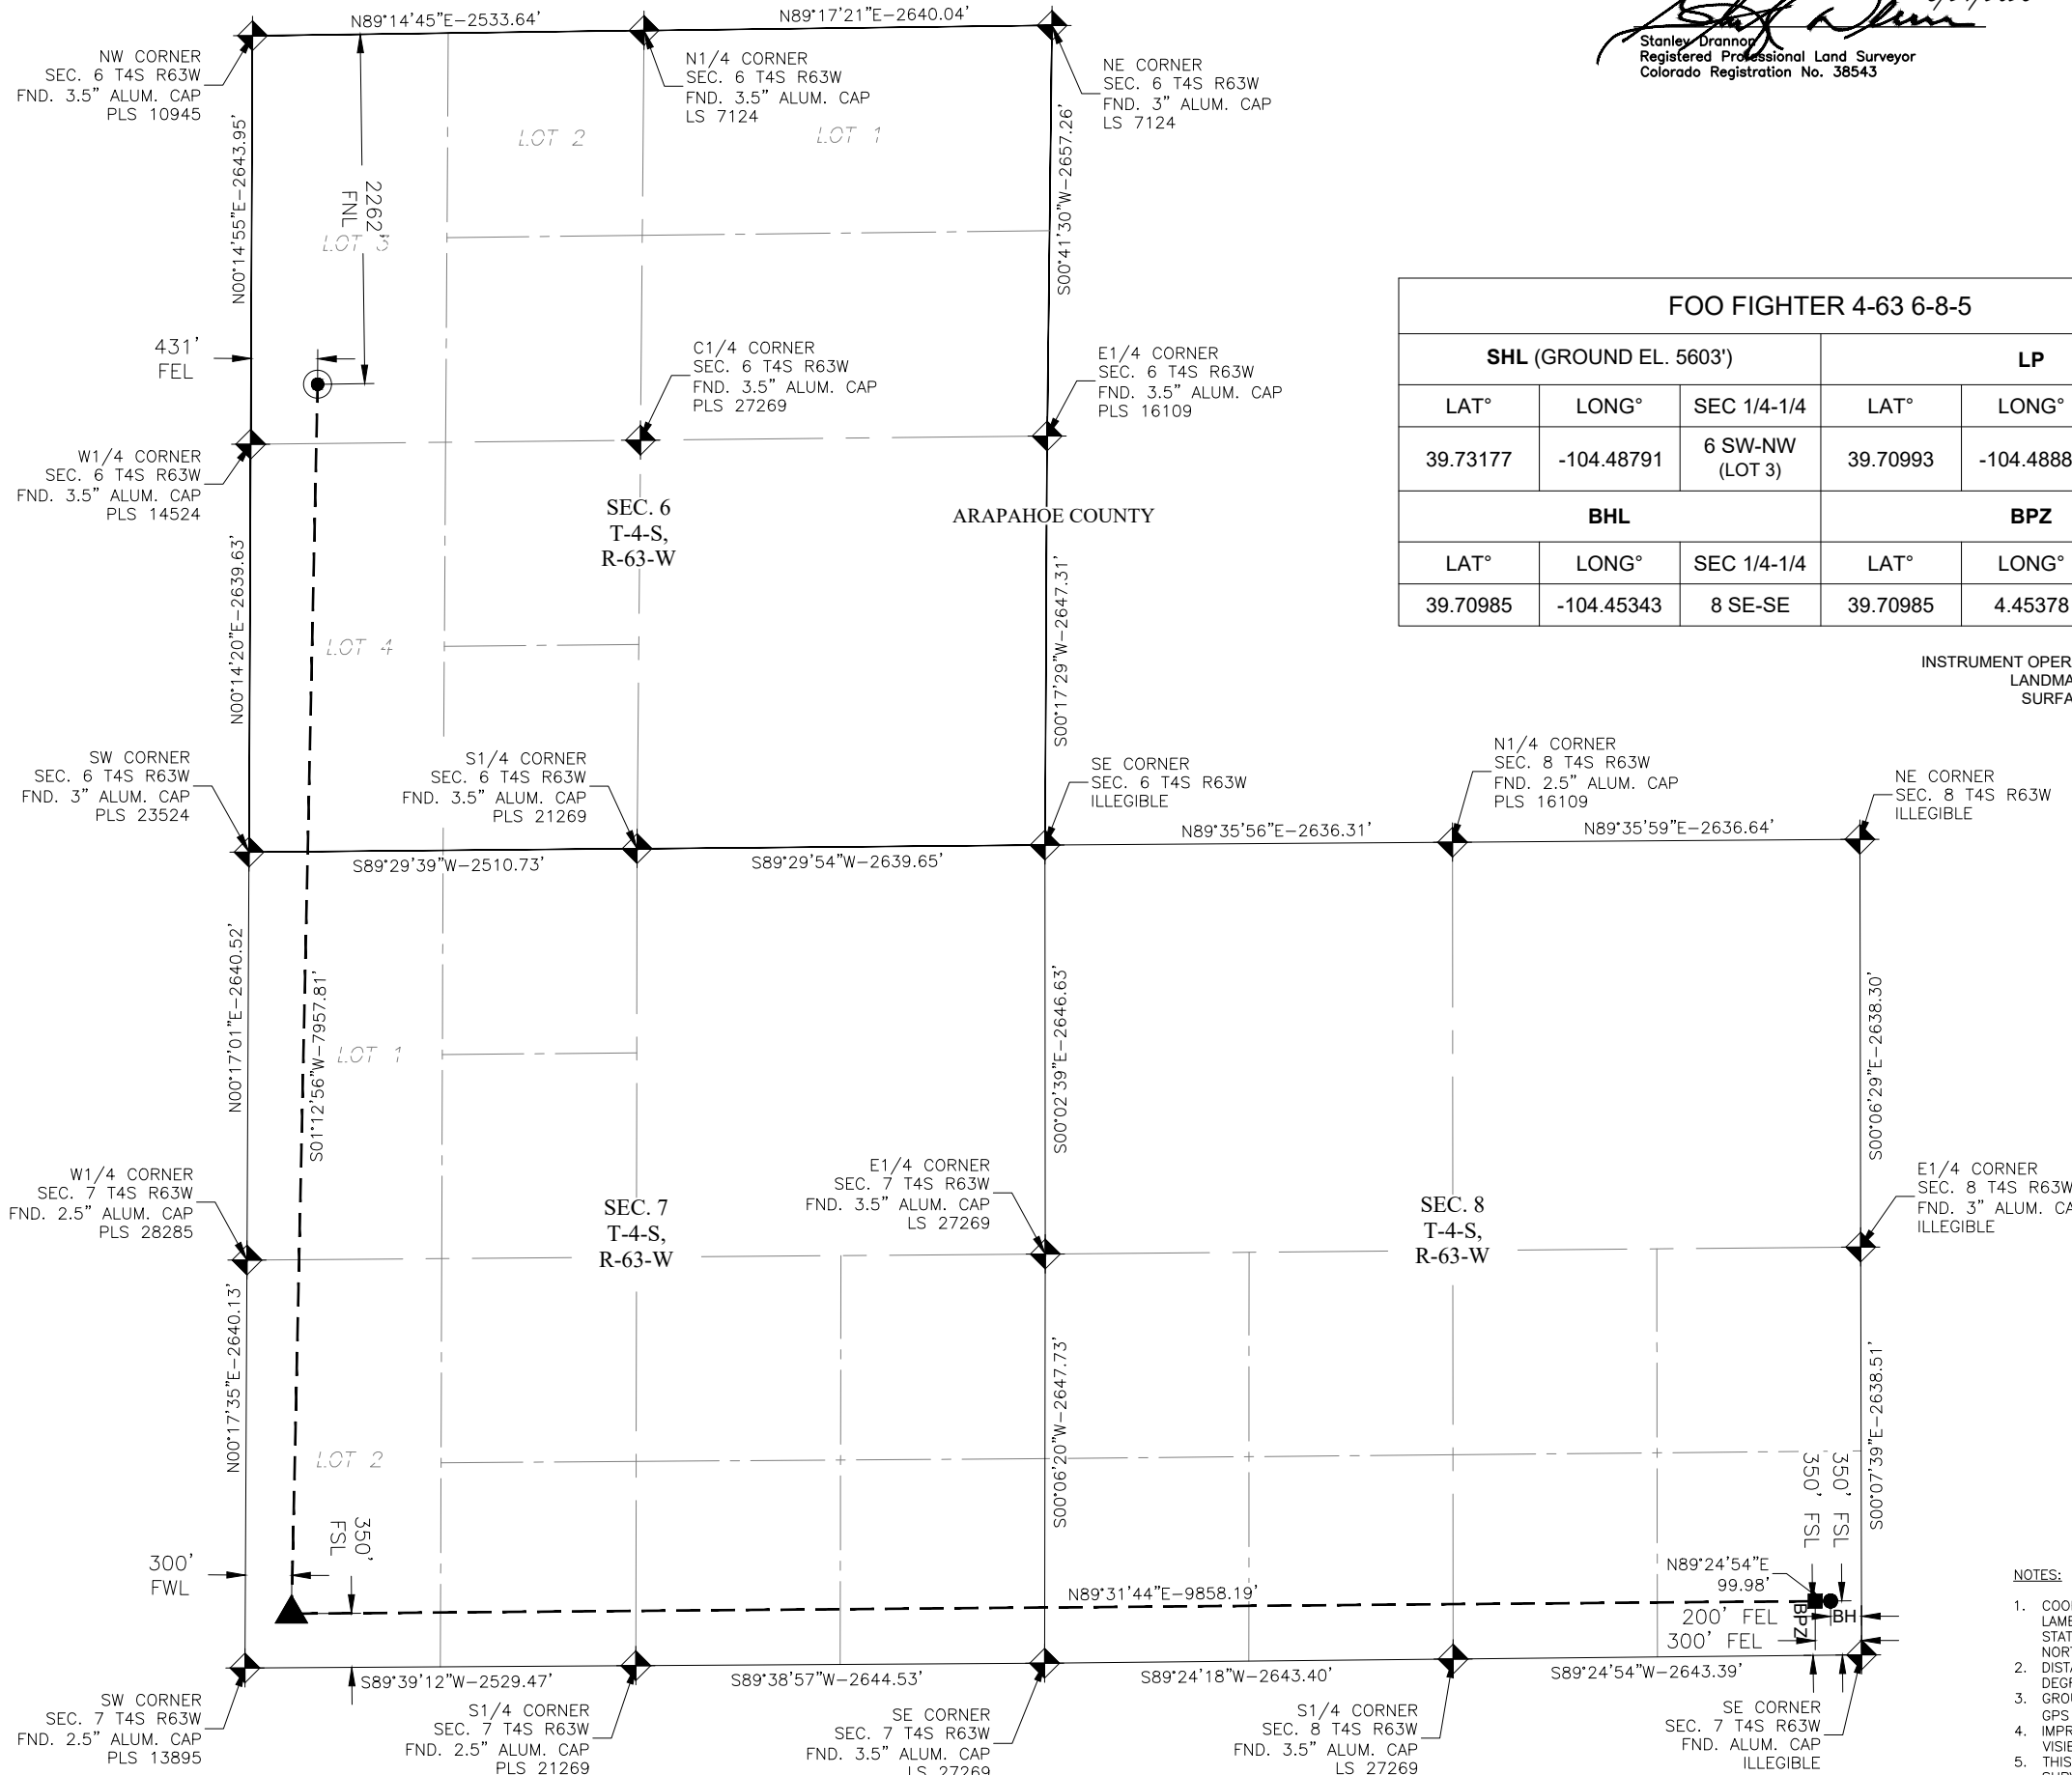 N89°14'45"E-2533.64'
N89°17'21"E-2640.04'
Stanley Drannon
Registered Professional Land Surveyor
Colorado Registration No. 38543
NW CORNER
SEC. 6 T4S R63W
FND. 3.5" ALUM. CAP
PLS 10945
N1/4 CORNER
SEC. 6 T4S R63W
FND. 3.5" ALUM. CAP
LS 7124
NE CORNER
SEC. 6 T4S R63W
FND. 3" ALUM. CAP
LS 7124
LOT 2
LOT 1
N00°14'55"E-2643.95'
2262'
FNL
LOT 3
S00°41'30"W-2657.26'
431'
FEL
C1/4 CORNER
SEC. 6 T4S R63W
FND. 3.5" ALUM. CAP
PLS 27269
E1/4 CORNER
SEC. 6 T4S R63W
FND. 3.5" ALUM. CAP
PLS 16109
FOO FIGHTER 4-63 6-8-5
SHL (GROUND EL. 5603')
LP
LAT° LONG° SEC 1/4-1/4 LAT° LONG°
39.73177 -104.48791 6 SW-NW (LOT 3) 39.70993 -104.4888
BHL
BPZ
LAT° LONG° SEC 1/4-1/4 LAT° LONG°
39.70985 -104.45343 8 SE-SE 39.70985 4.45378
INSTRUMENT OPER
LANDMA
SURFA
W1/4 CORNER
SEC. 6 T4S R63W
FND. 3.5" ALUM. CAP
PLS 14524
SEC. 6
T-4-S,
R-63-W
ARAPAHOE COUNTY
N00°14'20"E-2639.63'
LOT 4
S00°17'29"W-2647.31'
SW CORNER
SEC. 6 T4S R63W
FND. 3" ALUM. CAP
PLS 23524
S1/4 CORNER
SEC. 6 T4S R63W
FND. 3.5" ALUM. CAP
PLS 21269
SE CORNER
SEC. 6 T4S R63W
ILLEGIBLE
N1/4 CORNER
SEC. 8 T4S R63W
FND. 2.5" ALUM. CAP
PLS 16109
NE CORNER
SEC. 8 T4S R63W
ILLEGIBLE
N89°35'56"E-2636.31'
N89°35'59"E-2636.64'
S89°29'39"W-2510.73'
S89°29'54"W-2639.65'
N00°17'01"E-2640.52'
S01°12'56"W-7957.81'
LOT 1
S00°02'39"E-2646.63'
S00°06'29"E-2638.30'
W1/4 CORNER
SEC. 7 T4S R63W
FND. 2.5" ALUM. CAP
PLS 28285
SEC. 7
T-4-S,
R-63-W
E1/4 CORNER
SEC. 7 T4S R63W
FND. 3.5" ALUM. CAP
LS 27269
SEC. 8
T-4-S,
R-63-W
E1/4 CORNER
SEC. 8 T4S R63W
FND. 3" ALUM. CA
ILLEGIBLE
N00°17'35"E-2640.13'
LOT 2
S00°06'20"W-2647.73'
S00°07'39"E-2638.51'
350' FSL
350' FSL
350'
FSL
300'
FWL
N89°31'44"E-9858.19'
N89°24'54"E
99.98'
200' FEL
BPZ
BH
300' FEL
S89°39'12"W-2529.47'
S89°38'57"W-2644.53'
S89°24'18"W-2643.40'
S89°24'54"W-2643.39'
SW CORNER
SEC. 7 T4S R63W
FND. 2.5" ALUM. CAP
PLS 13895
S1/4 CORNER
SEC. 7 T4S R63W
FND. 2.5" ALUM. CAP
PLS 21269
SE CORNER
SEC. 7 T4S R63W
FND. 3.5" ALUM. CAP
LS 27269
S1/4 CORNER
SEC. 8 T4S R63W
FND. 3.5" ALUM. CAP
LS 27269
SE CORNER
SEC. 7 T4S R63W
FND. ALUM. CAP
ILLEGIBLE
NOTES:
1. COO
LAMB
STAT
NORT
2. DISTA
DEGR
3. GROU
GPS
4. IMPR
VISIB
5. THIS